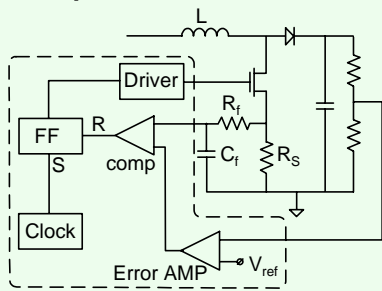 L
Driver
R_f
FF
R
comp
C_f
R_S
S
Clock
Error AMP
V_ref